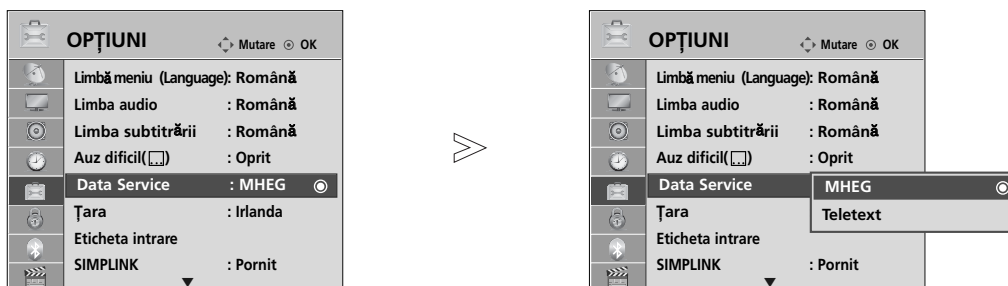 OPȚIUNI Mutare OK
Limbă meniu (Language): Română
Limba audio : Română
Limba subtitrării : Română
Auz dificil( ) : Oprit
Data Service : MHEG
Țara : Irlanda
Eticheta intrare
SIMPLINK : Pornit
OPȚIUNI Mutare OK
Limbă meniu (Language): Română
Limba audio : Română
Limba subtitrării : Română
Auz dificil( ) : Oprit
Data Service MHEG
Țara Teletext
Eticheta intrare
SIMPLINK : Pornit